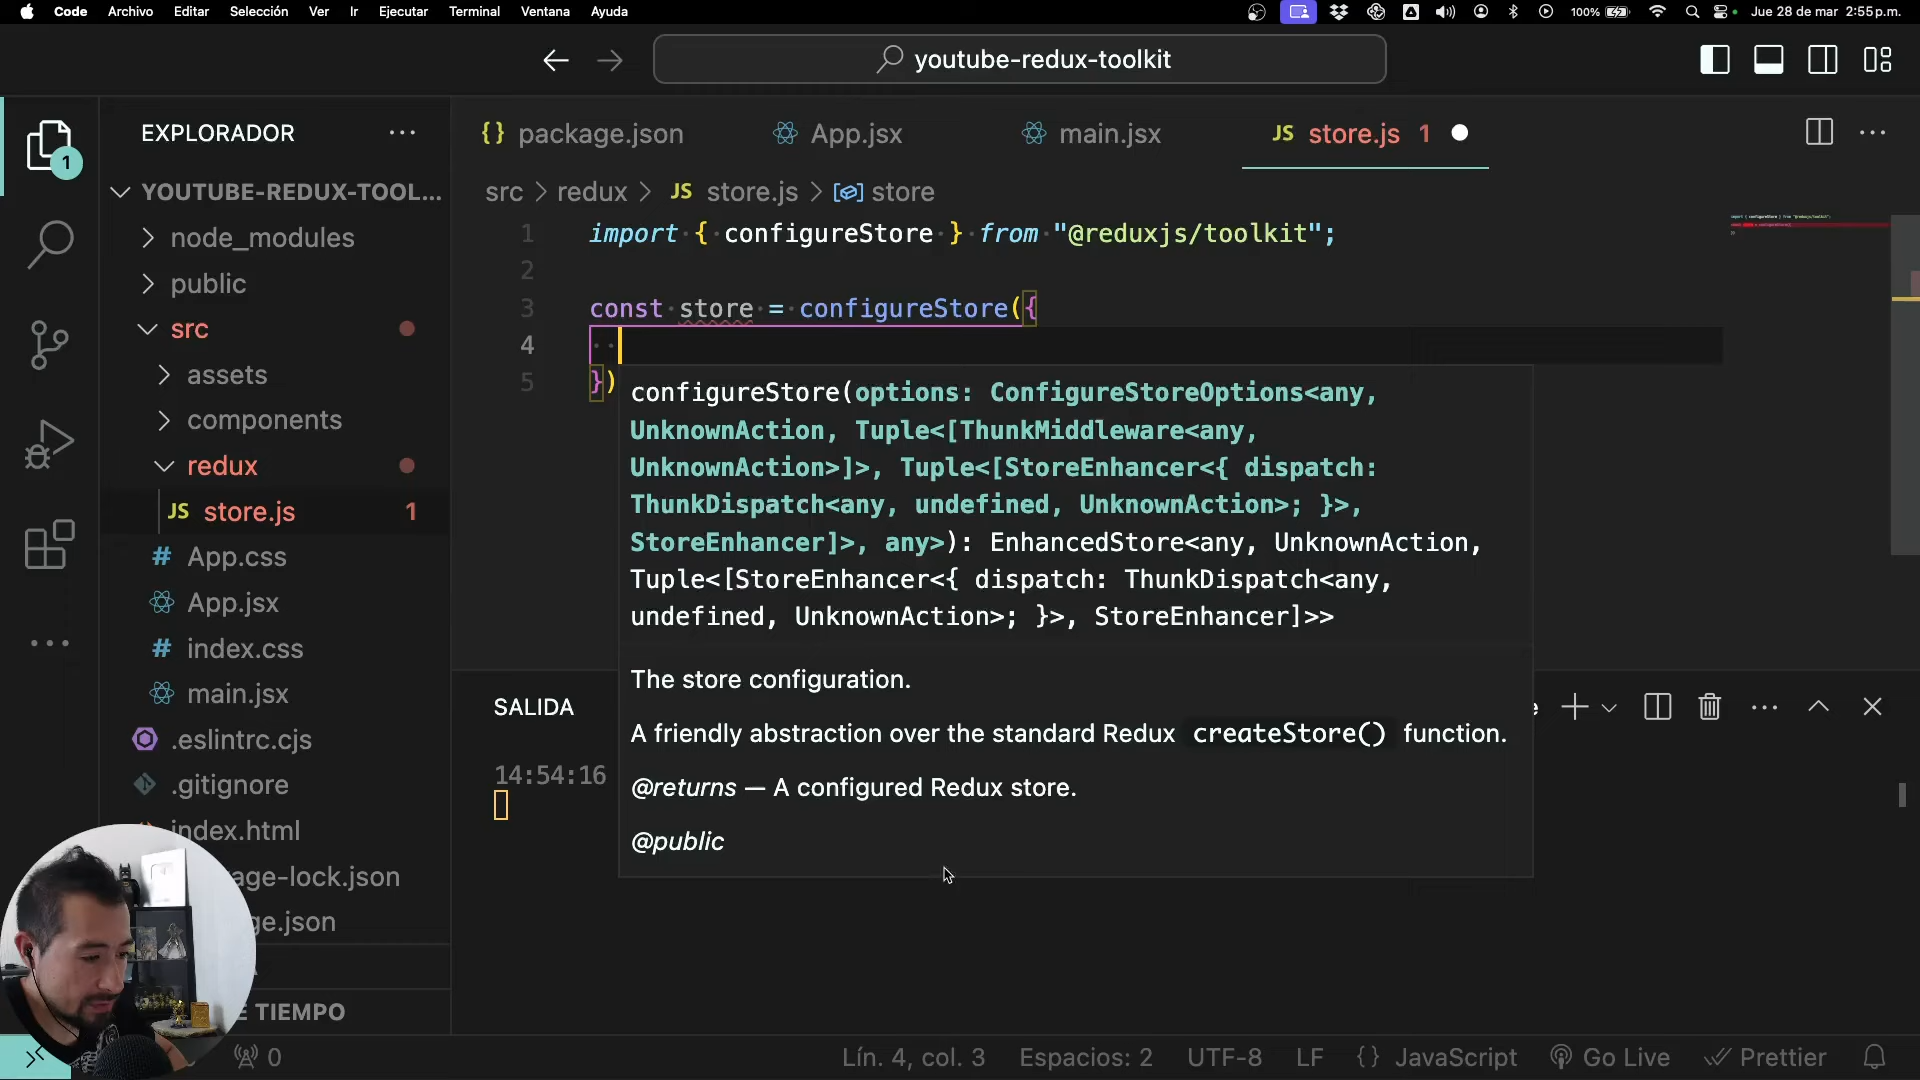 Code Archivo Editar Selección Ver Ir Ejecutar Terminal Ventana Ayuda 100% Jue 28 de mar 2:55 p.m.
youtube-redux-toolkit
EXPLORADOR
1
YOUTUBE-REDUX-TOOL...
node_modules
public
src
assets
components
redux
JS store.js 1
# App.css
App.jsx
# index.css
main.jsx
.eslintrc.cjs
.gitignore
index.html
age-lock.json
ge.json
E TIEMPO
{} package.json App.jsx main.jsx JS store.js 1
src > redux > JS store.js > store
1 import { configureStore } from "@reduxjs/toolkit";
2
3 const store = configureStore({
4
5 })
configureStore(options: ConfigureStoreOptions<any,
UnknownAction, Tuple<[ThunkMiddleware<any,
UnknownAction>]>, Tuple<[StoreEnhancer<{ dispatch:
ThunkDispatch<any, undefined, UnknownAction>; }>,
StoreEnhancer]>, any>): EnhancedStore<any, UnknownAction,
Tuple<[StoreEnhancer<{ dispatch: ThunkDispatch<any,
undefined, UnknownAction>; }>, StoreEnhancer]>>
The store configuration.
A friendly abstraction over the standard Redux createStore() function.
@returns — A configured Redux store.
@public
SALIDA
14:54:16
0 Lín. 4, col. 3 Espacios: 2 UTF-8 LF {} JavaScript Go Live Prettier